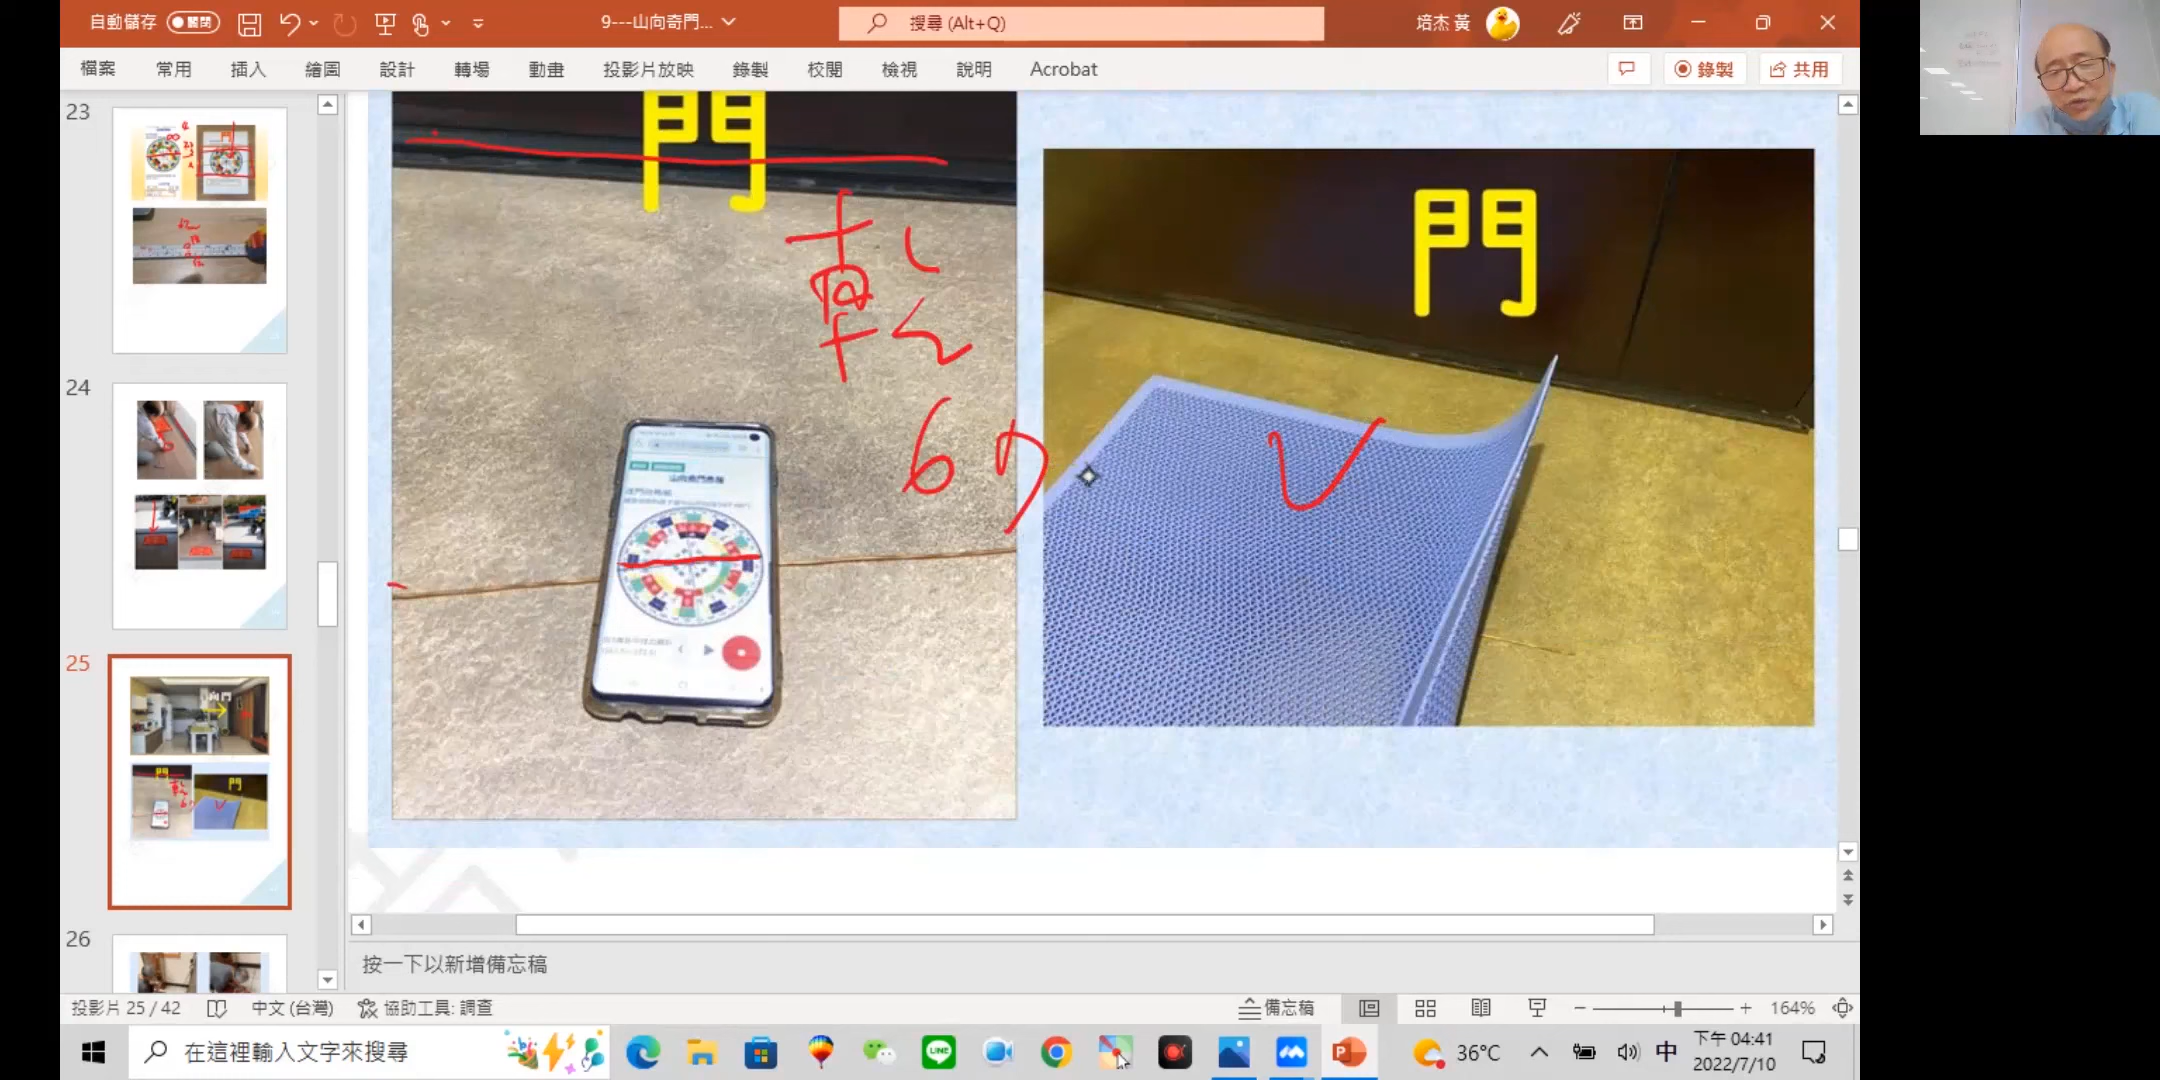 自動儲存
關閉
9---山向奇門...
搜尋 (Alt+Q)
培杰 黃
檔案 常用 插入 繪圖 設計 轉場 動畫 投影片放映 錄製 校閱 檢視 說明 Acrobat
錄製
共用
23
24
25
26
門
門
乾
6
山向奇門
按一下以新增備忘稿
投影片 25 / 42
中文 (台灣)
協助工具: 調查
備忘稿
164%
在這裡輸入文字來搜尋
LINE
36°C
中
下午 04:41
2022/7/10